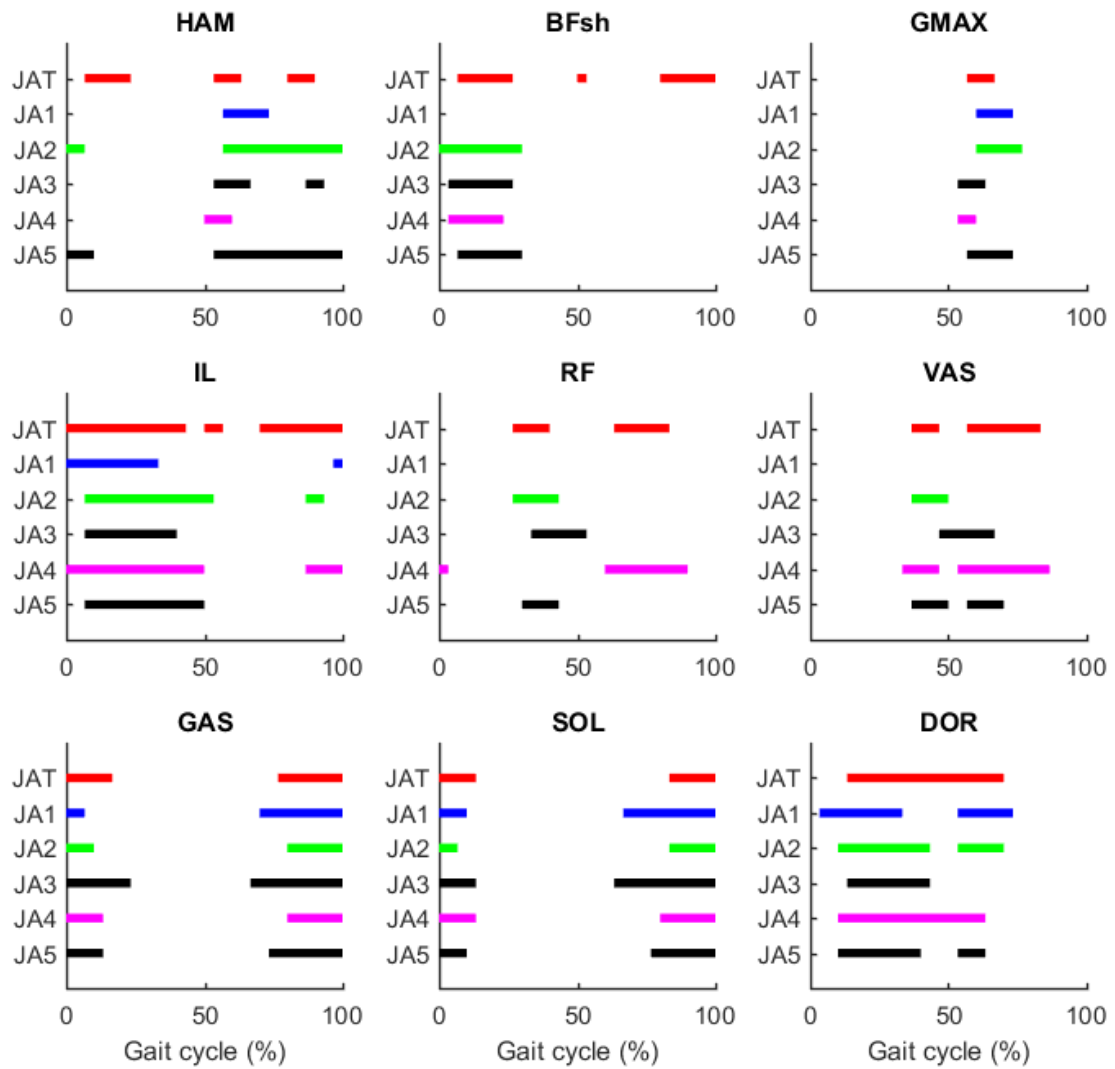 HAM BFsh GMAX
JAT JAT JAT
JA1 JA1 JA1
JA2 JA2 JA2
JA3 JA3 JA3
JA4 JA4 JA4
JA5 JA5 JA5
0 50 100 0 50 100 0 50 100
IL RF VAS
JAT JAT JAT
JA1 JA1 JA1
JA2 JA2 JA2
JA3 JA3 JA3
JA4 JA4 JA4
JA5 JA5 JA5
0 50 100 0 50 100 0 50 100
GAS SOL DOR
JAT JAT JAT
JA1 JA1 JA1
JA2 JA2 JA2
JA3 JA3 JA3
JA4 JA4 JA4
JA5 JA5 JA5
0 50 100 0 50 100 0 50 100
Gait cycle (%) Gait cycle (%) Gait cycle (%)